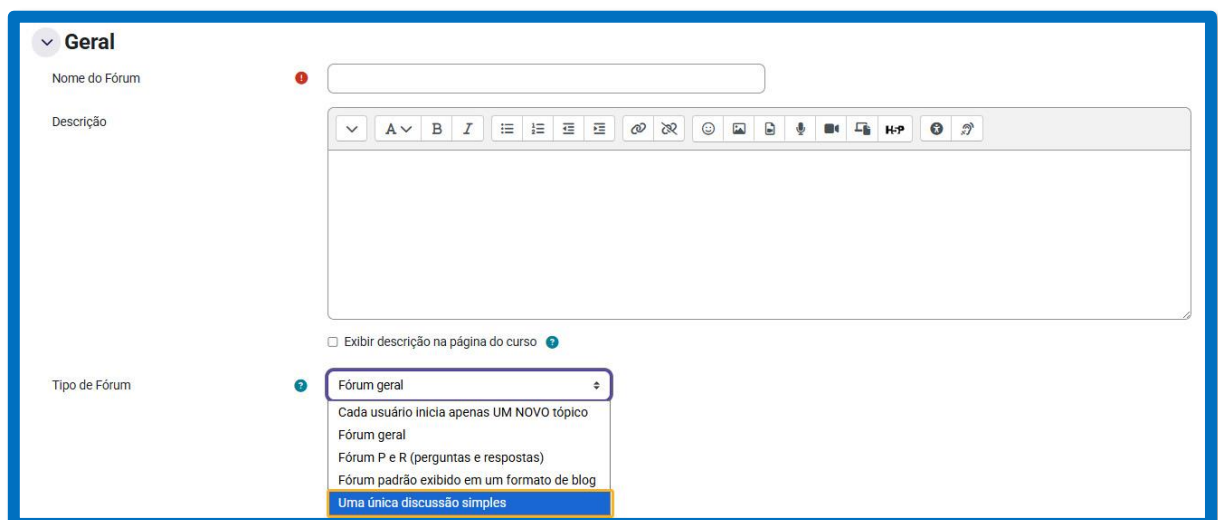 Geral
Nome do Fórum
Descrição
A B I H-P
Exibir descrição na página do curso
Tipo de Fórum
Fórum geral
Cada usuário inicia apenas UM NOVO tópico
Fórum geral
Fórum P e R (perguntas e respostas)
Fórum padrão exibido em um formato de blog
Uma única discussão simples